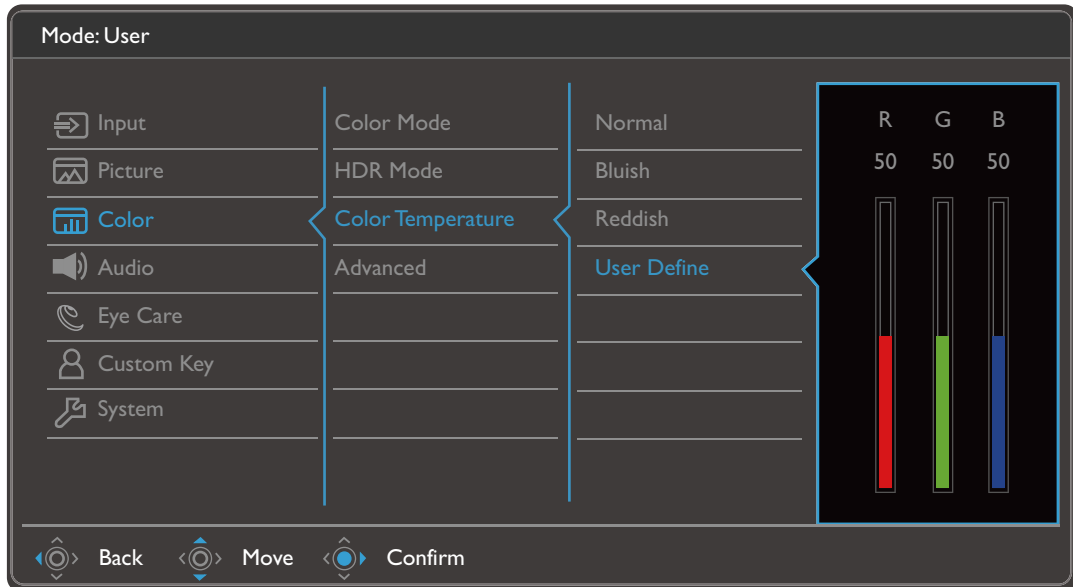 Mode: User
Input
Picture
Color
Audio
Eye Care
Custom Key
System
Color Mode
HDR Mode
Color Temperature
Advanced
Normal
Bluish
Reddish
User Define
R G B
50 50 50
Back Move Confirm